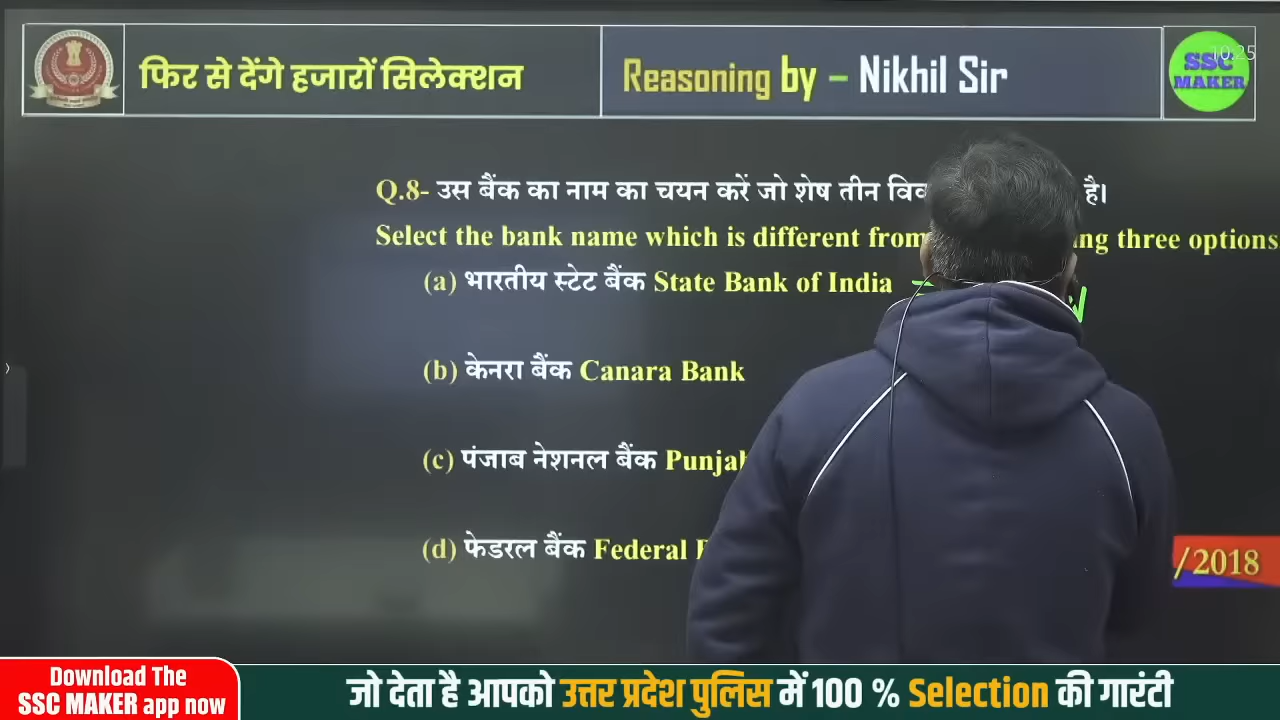 फिर से देंगे हजारों सिलेक्शन
Reasoning by – Nikhil Sir
SSC
MAKER
10:25
Q.8- उस बैंक का नाम का चयन करें जो शेष तीन है।
Select the bank name which is different from three options
(a) भारतीय स्टेट बैंक State Bank of India
(b) केनरा बैंक Canara Bank
(c) पंजाब नेशनल बैंक
(d) फेडरल बैंक Federal
/2018
Download The
SSC MAKER app now
जो देता है आपको उत्तर प्रदेश पुलिस में 100 % Selection की गारंटी